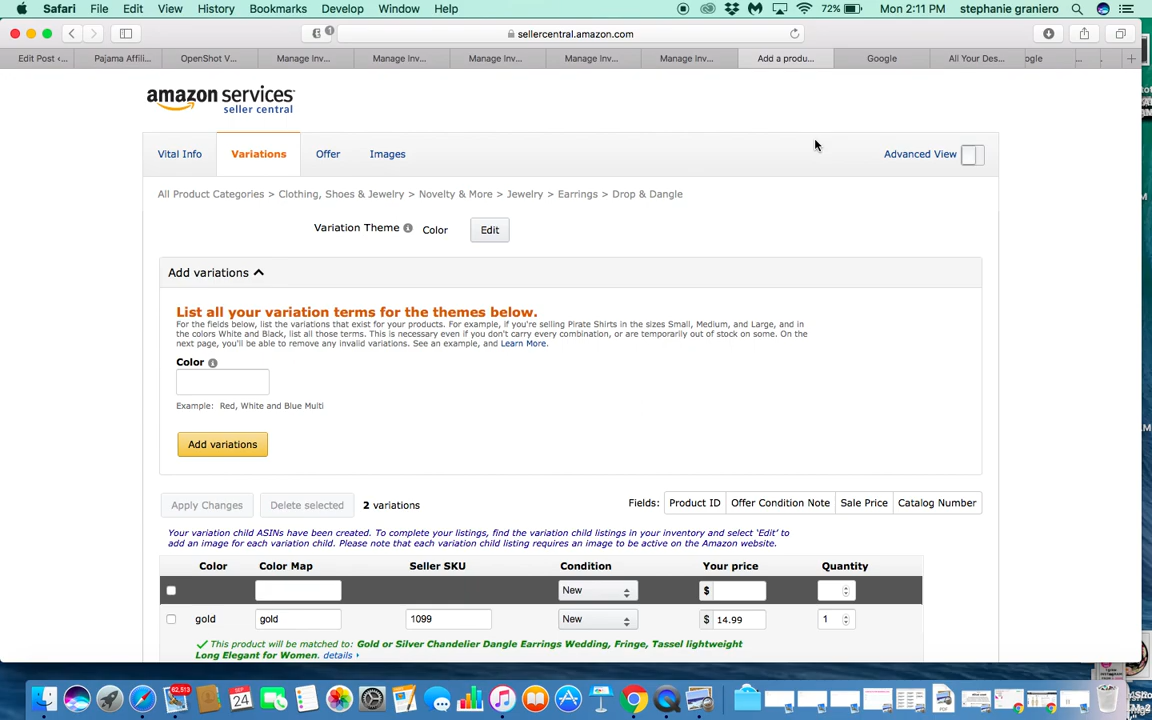 Safari File Edit View History Bookmarks Develop Window Help 72% Mon 2:11 PM stephanie graniero
sellercentral.amazon.com
Edit Post ‹... Pajama Affili... OpenShot V... Manage Inv... Manage Inv... Manage Inv... Manage Inv... Manage Inv... Add a produ... Google All Your Des... ogle
amazon services
seller central
Vital Info Variations Offer Images Advanced View
All Product Categories > Clothing, Shoes & Jewelry > Novelty & More > Jewelry > Earrings > Drop & Dangle
Variation Theme Color Edit
Add variations
List all your variation terms for the themes below.
For the fields below, list the variations that exist for your products. For example, if you're selling Pirate Shirts in the sizes Small, Medium, and Large, and in
the colors White and Black, list all those terms. This is necessary even if you don't carry every combination, or are temporarily out of stock on some. On
the next page, you'll be able to remove any invalid variations. See an example, and Learn More.
Color
Example: Red, White and Blue Multi
Add variations
Apply Changes Delete selected 2 variations Fields: Product ID Offer Condition Note Sale Price Catalog Number
Your variation child ASINs have been created. To complete your listings, find the variation child listings in your inventory and select 'Edit' to
add an image for each variation child. Please note that each variation child listing requires an image to be active on the Amazon website.
Color Color Map Seller SKU Condition Your price Quantity
New $
gold gold 1099 New $ 14.99 1
This product will be matched to: Gold or Silver Chandelier Dangle Earrings Wedding, Fringe, Tassel lightweight
Long Elegant for Women. details
62,513
SEP
24